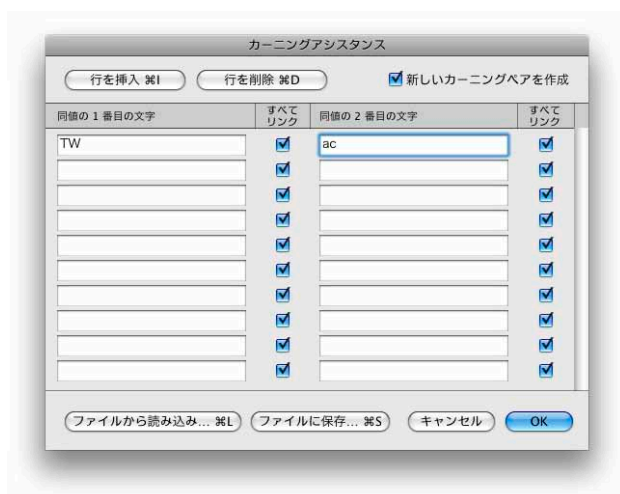 カーニングアシスタンス
行を挿入 ⌘I 行を削除 ⌘D 新しいカーニングペアを作成
同値の 1 番目の文字 すべてリンク 同値の 2 番目の文字 すべてリンク
TW ac
ファイルから読み込み... ⌘L ファイルに保存... ⌘S キャンセル OK